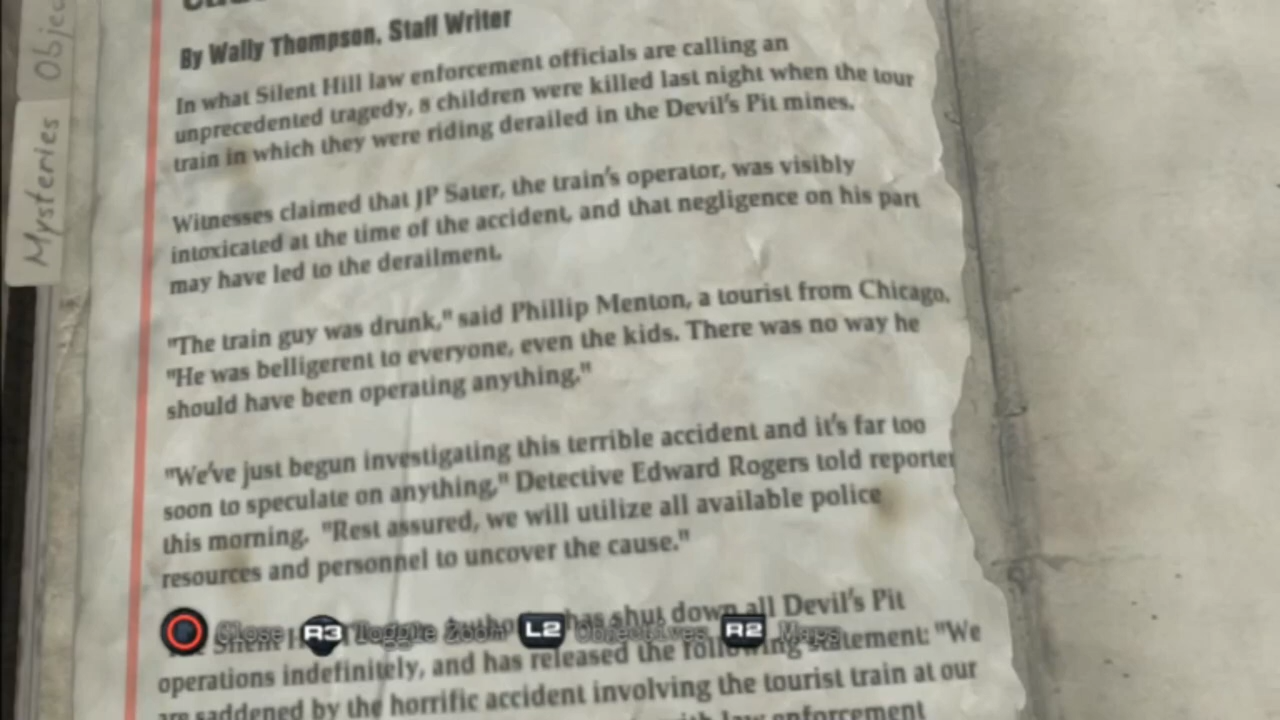 Mysteries
By Wally Thompson, Staff Writer
In what Silent Hill law enforcement officials are calling an
unprecedented tragedy, 8 children were killed last night when the tour
train in which they were riding derailed in the Devil's Pit mines.
Witnesses claimed that JP Sater, the train's operator, was visibly
intoxicated at the time of the accident, and that negligence on his part
may have led to the derailment.
"The train guy was drunk," said Phillip Menton, a tourist from Chicago.
"He was belligerent to everyone, even the kids. There was no way he
should have been operating anything."
"We've just begun investigating this terrible accident and it's far too
soon to speculate on anything," Detective Edward Rogers told reporter
this morning. "Rest assured, we will utilize all available police
resources and personnel to uncover the cause."
has shut down all Devil's Pit
Close R3 Toggle Zoom L2 Objectives R2 Maps
operations indefinitely, and has released the following statement: "We
are saddened by the horrific accident involving the tourist train at our
enforcement